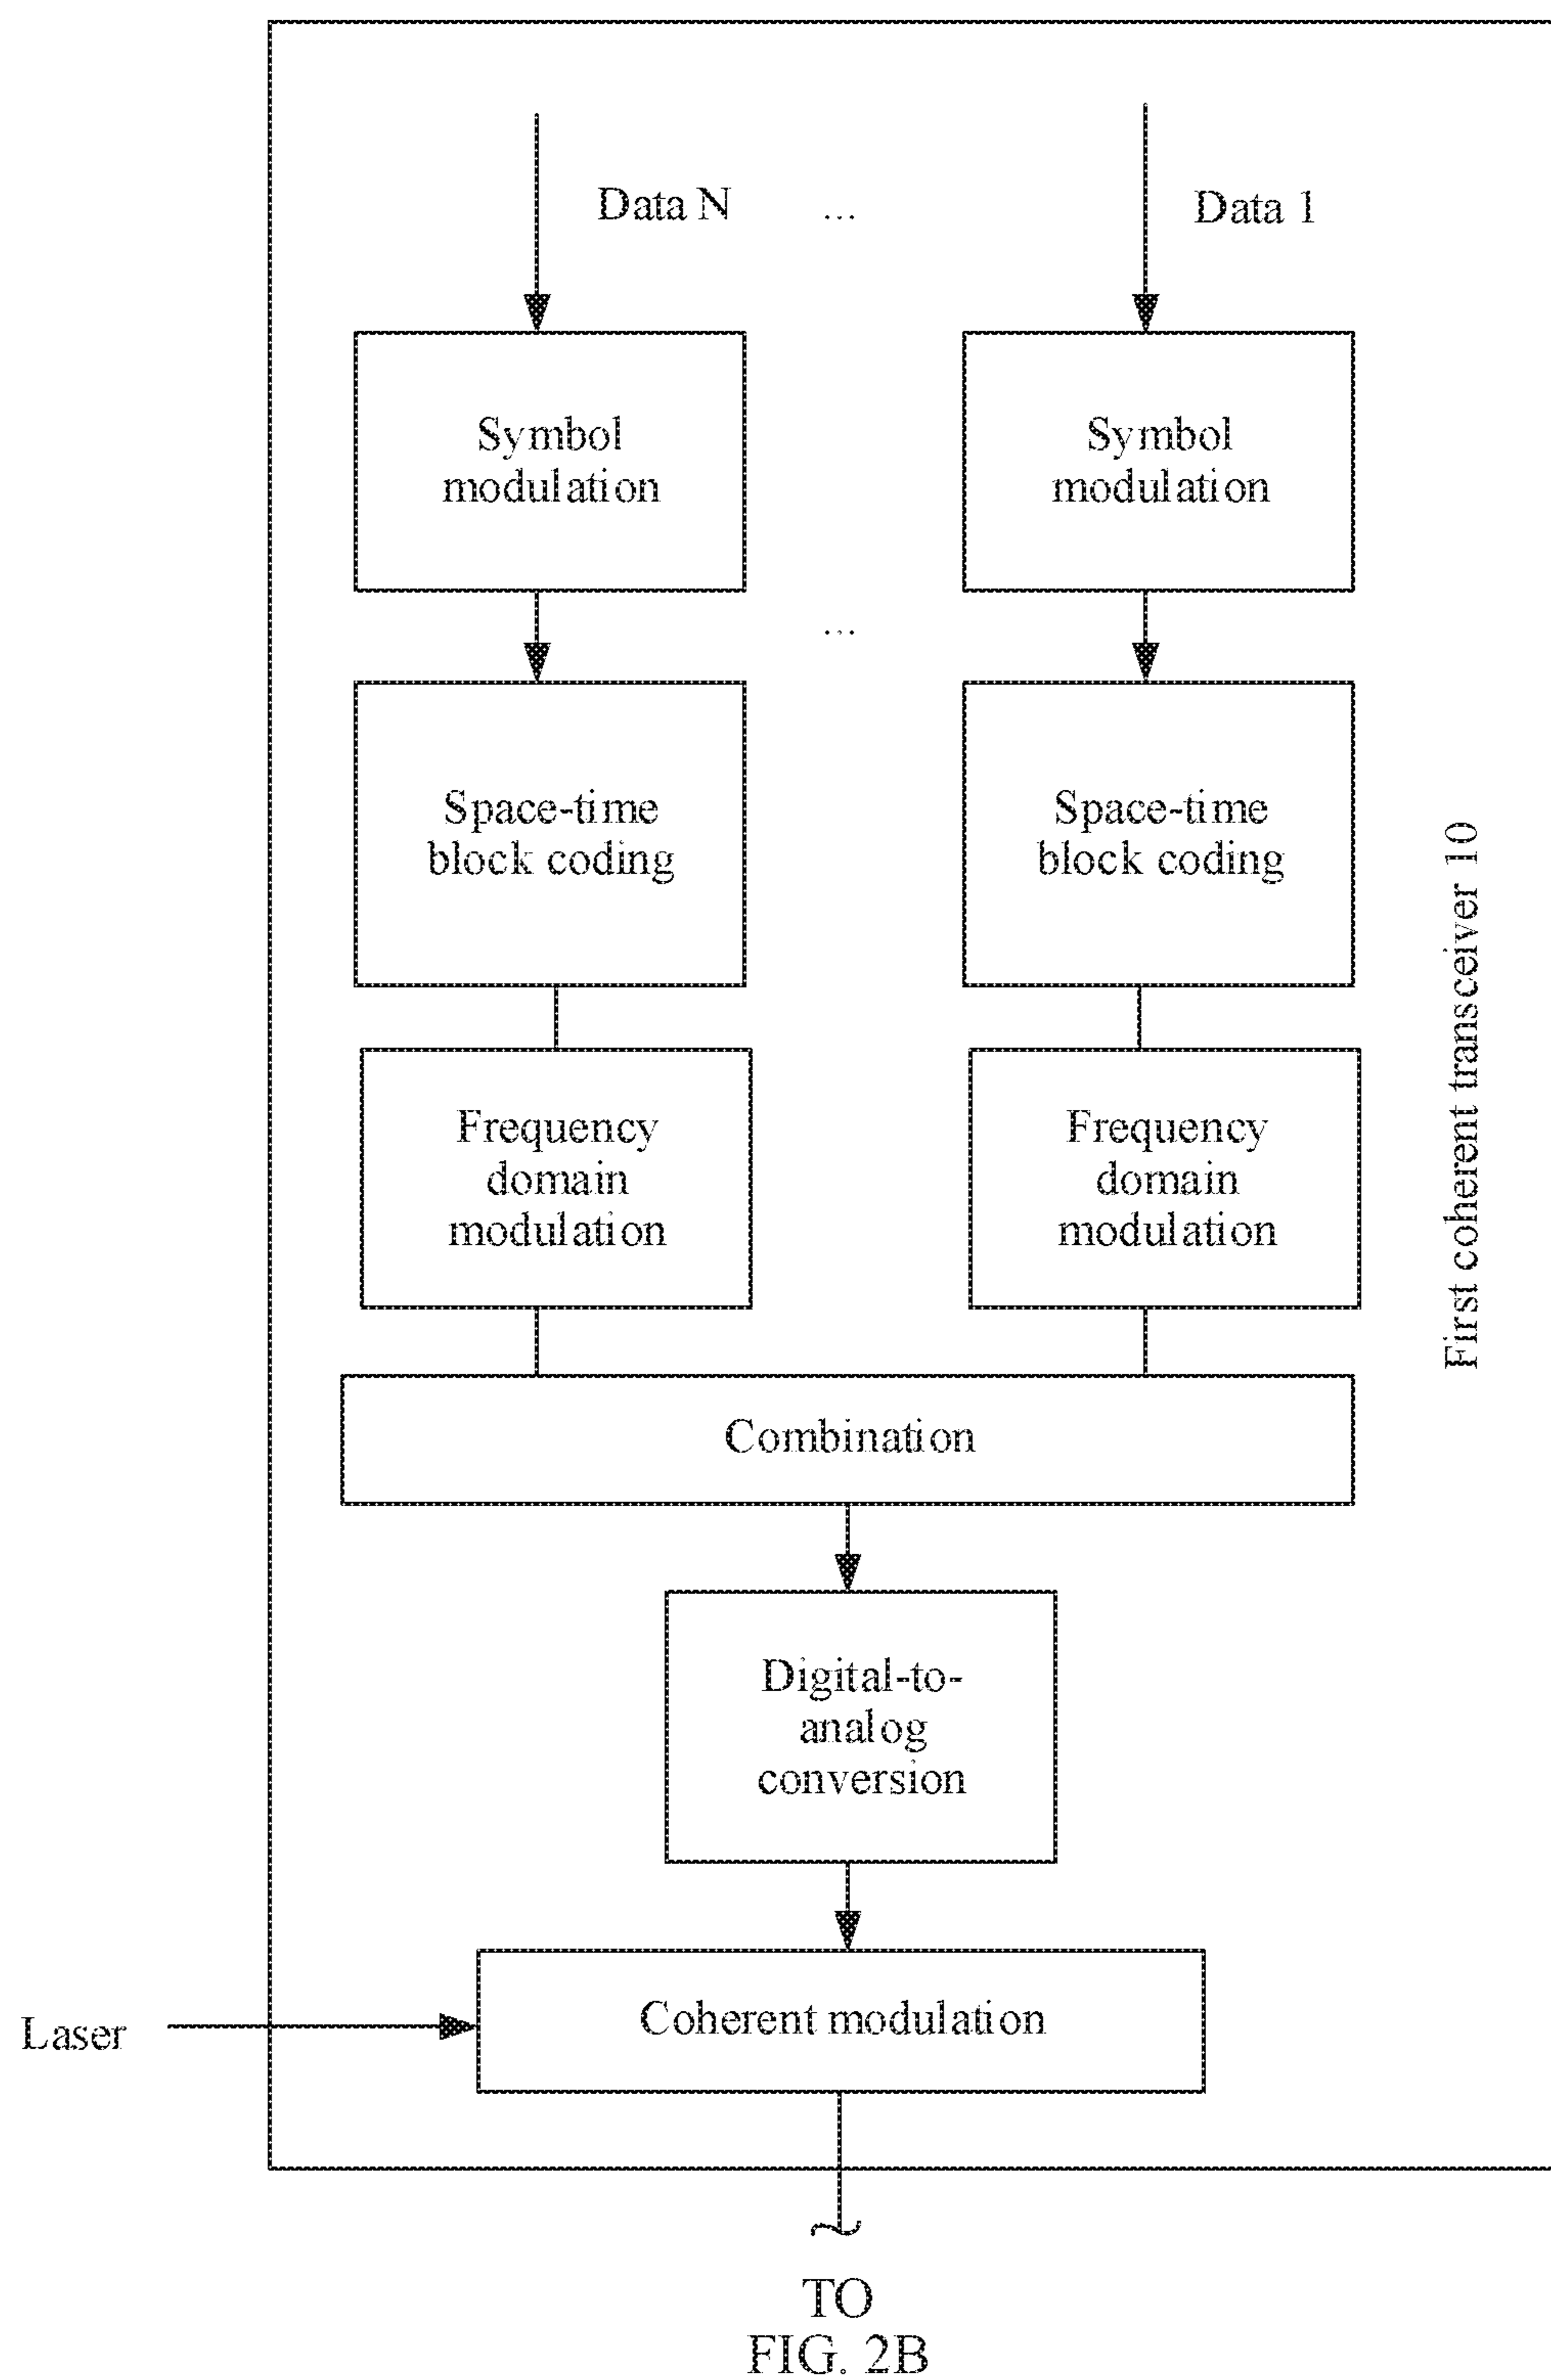 Data N
...
Data 1
Symbol
modulation
Symbol
modulation
...
Space-time
block coding
Space-time
block coding
Frequency
domain
modulation
Frequency
domain
modulation
First coherent transceiver 10
Combination
Digital-to-
analog
conversion
Laser
Coherent modulation
TO
FIG. 2B